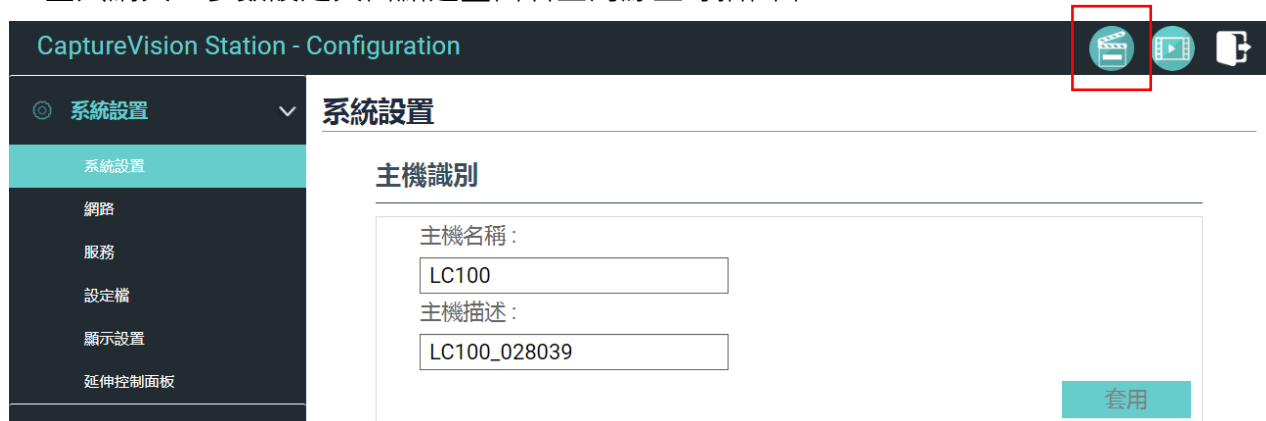 CaptureVision Station - Configuration
系統設置
系統設置
網路
服務
設定檔
顯示設置
延伸控制面板
系統設置
主機識別
主機名稱 :
LC100
主機描述 :
LC100_028039
套用